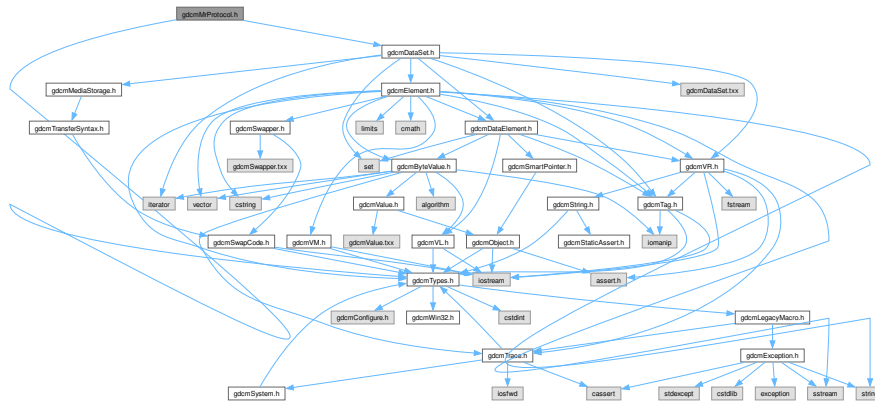 gdcmMrProtocol.h
gdcmDataSet.h
gdcmMediaStorage.h
gdcmElement.h
gdcmDataSet.txx
gdcmTransferSyntax.h
gdcmSwapper.h
limits
cmath
gdcmDataElement.h
gdcmSwapper.txx
set
gdcmByteValue.h
gdcmSmartPointer.h
gdcmVR.h
iterator
vector
cstring
gdcmValue.h
algorithm
gdcmString.h
gdcmTag.h
fstream
gdcmSwapCode.h
gdcmVM.h
gdcmValue.txx
gdcmVL.h
gdcmObject.h
gdcmStaticAssert.h
iomanip
gdcmTypes.h
iostream
assert.h
gdcmConfigure.h
gdcmWin32.h
cstdint
gdcmLegacyMacro.h
gdcmTrace.h
gdcmException.h
gdcmSystem.h
iosfwd
cassert
stdexcept
cstdlib
exception
sstream